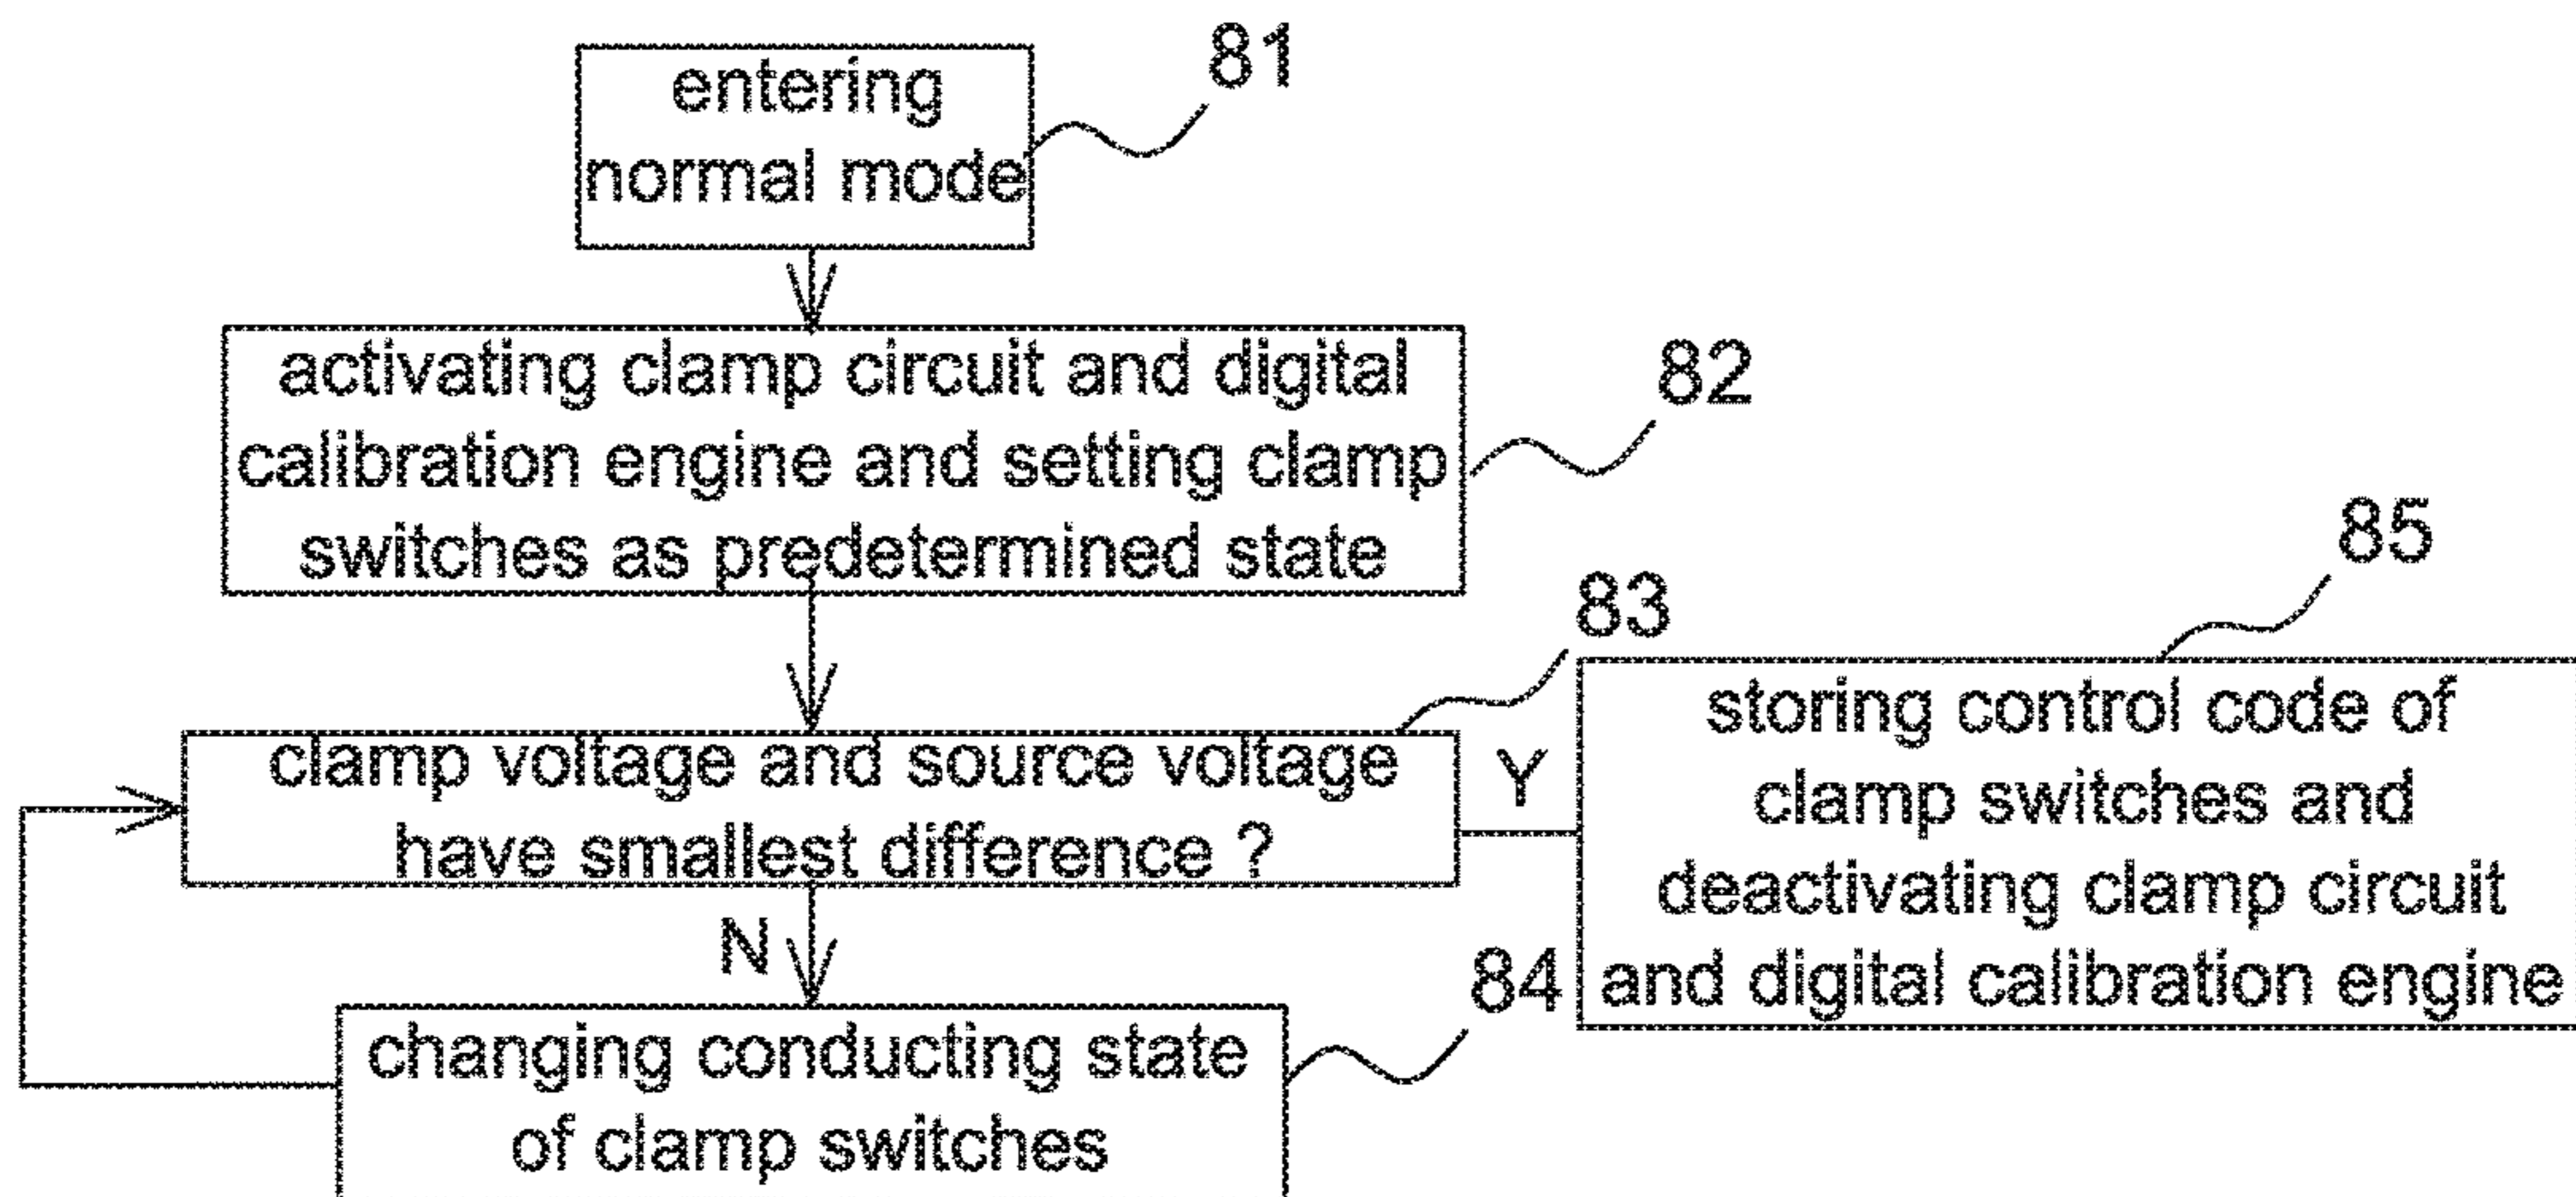 entering
normal mode
81
activating clamp circuit and digital
calibration engine and setting clamp
switches as predetermined state
82
clamp voltage and source voltage
have smallest difference ?
83
Y
storing control code of
clamp switches and
deactivating clamp circuit
and digital calibration engine
85
N
changing conducting state
of clamp switches
84